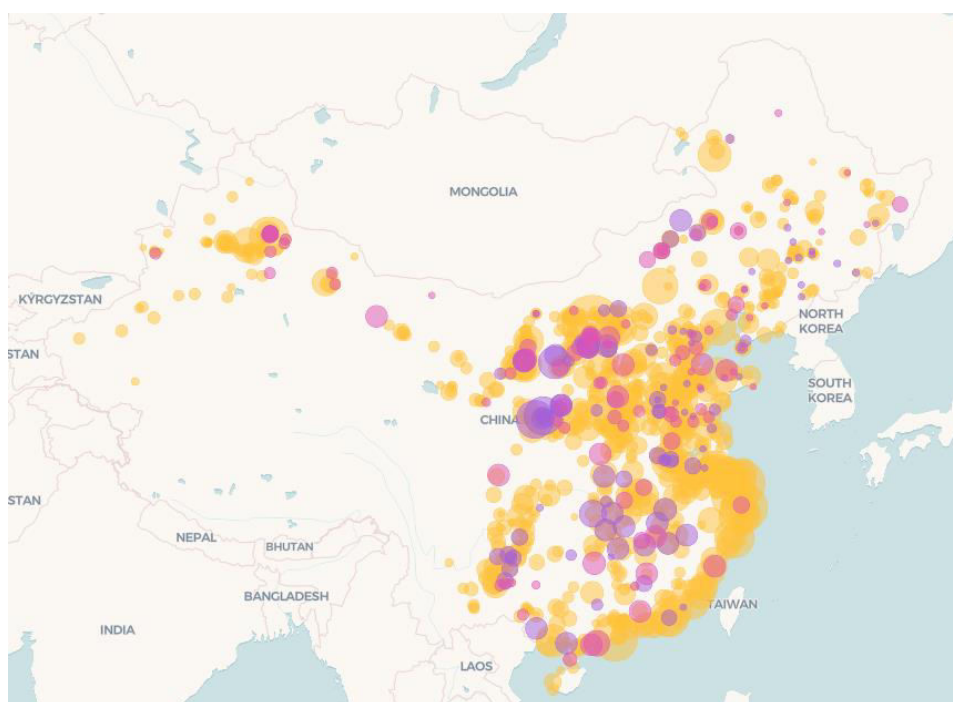 MONGOLIA
KYRGYZSTAN
STAN
NORTH
KOREA
SOUTH
KOREA
CHINA
STAN
NEPAL
BHUTAN
BANGLADESH
TAIWAN
INDIA
LAOS